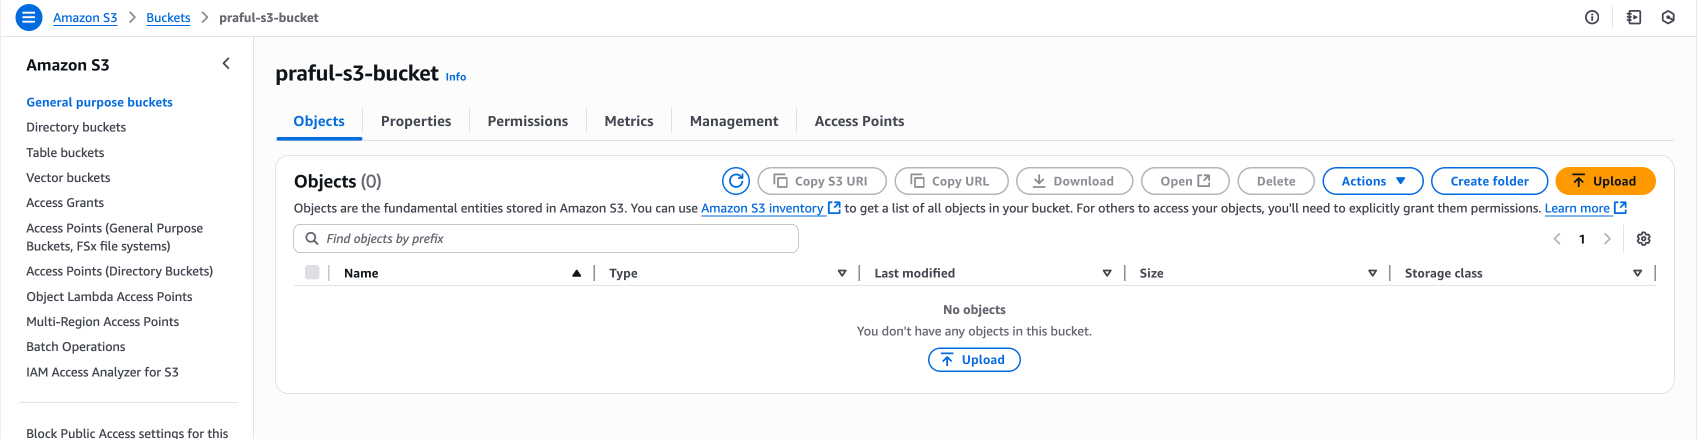 Amazon S3 > Buckets > praful-s3-bucket
Amazon S3
General purpose buckets
Directory buckets
Table buckets
Vector buckets
Access Grants
Access Points (General Purpose
Buckets, FSx file systems)
Access Points (Directory Buckets)
Object Lambda Access Points
Multi-Region Access Points
Batch Operations
IAM Access Analyzer for S3
Block Public Access settings for this
praful-s3-bucket Info
Objects Properties Permissions Metrics Management Access Points
Objects (0) Copy S3 URI Copy URL Download Open Delete Actions Create folder Upload
Objects are the fundamental entities stored in Amazon S3. You can use Amazon S3 inventory to get a list of all objects in your bucket. For others to access your objects, you'll need to explicitly grant them permissions. Learn more
Find objects by prefix 1
Name Type Last modified Size Storage class
No objects
You don't have any objects in this bucket.
Upload